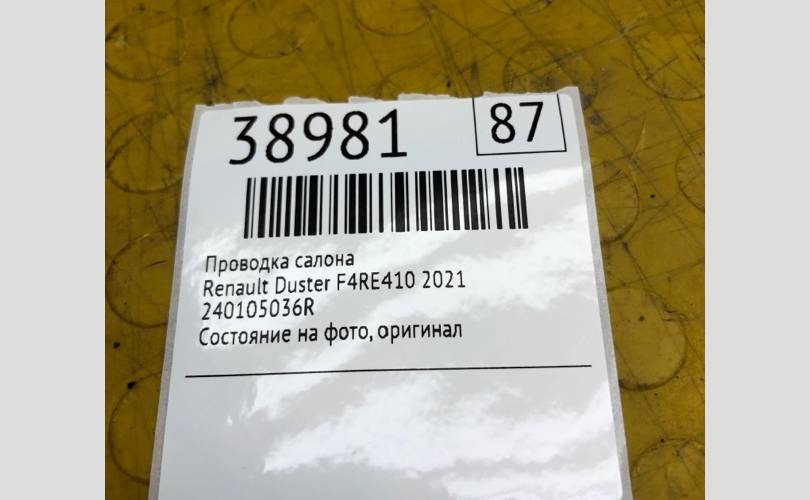 38981
87
Проводка салона
Renault Duster F4RE410 2021
240105036R
Состояние на фото, оригинал